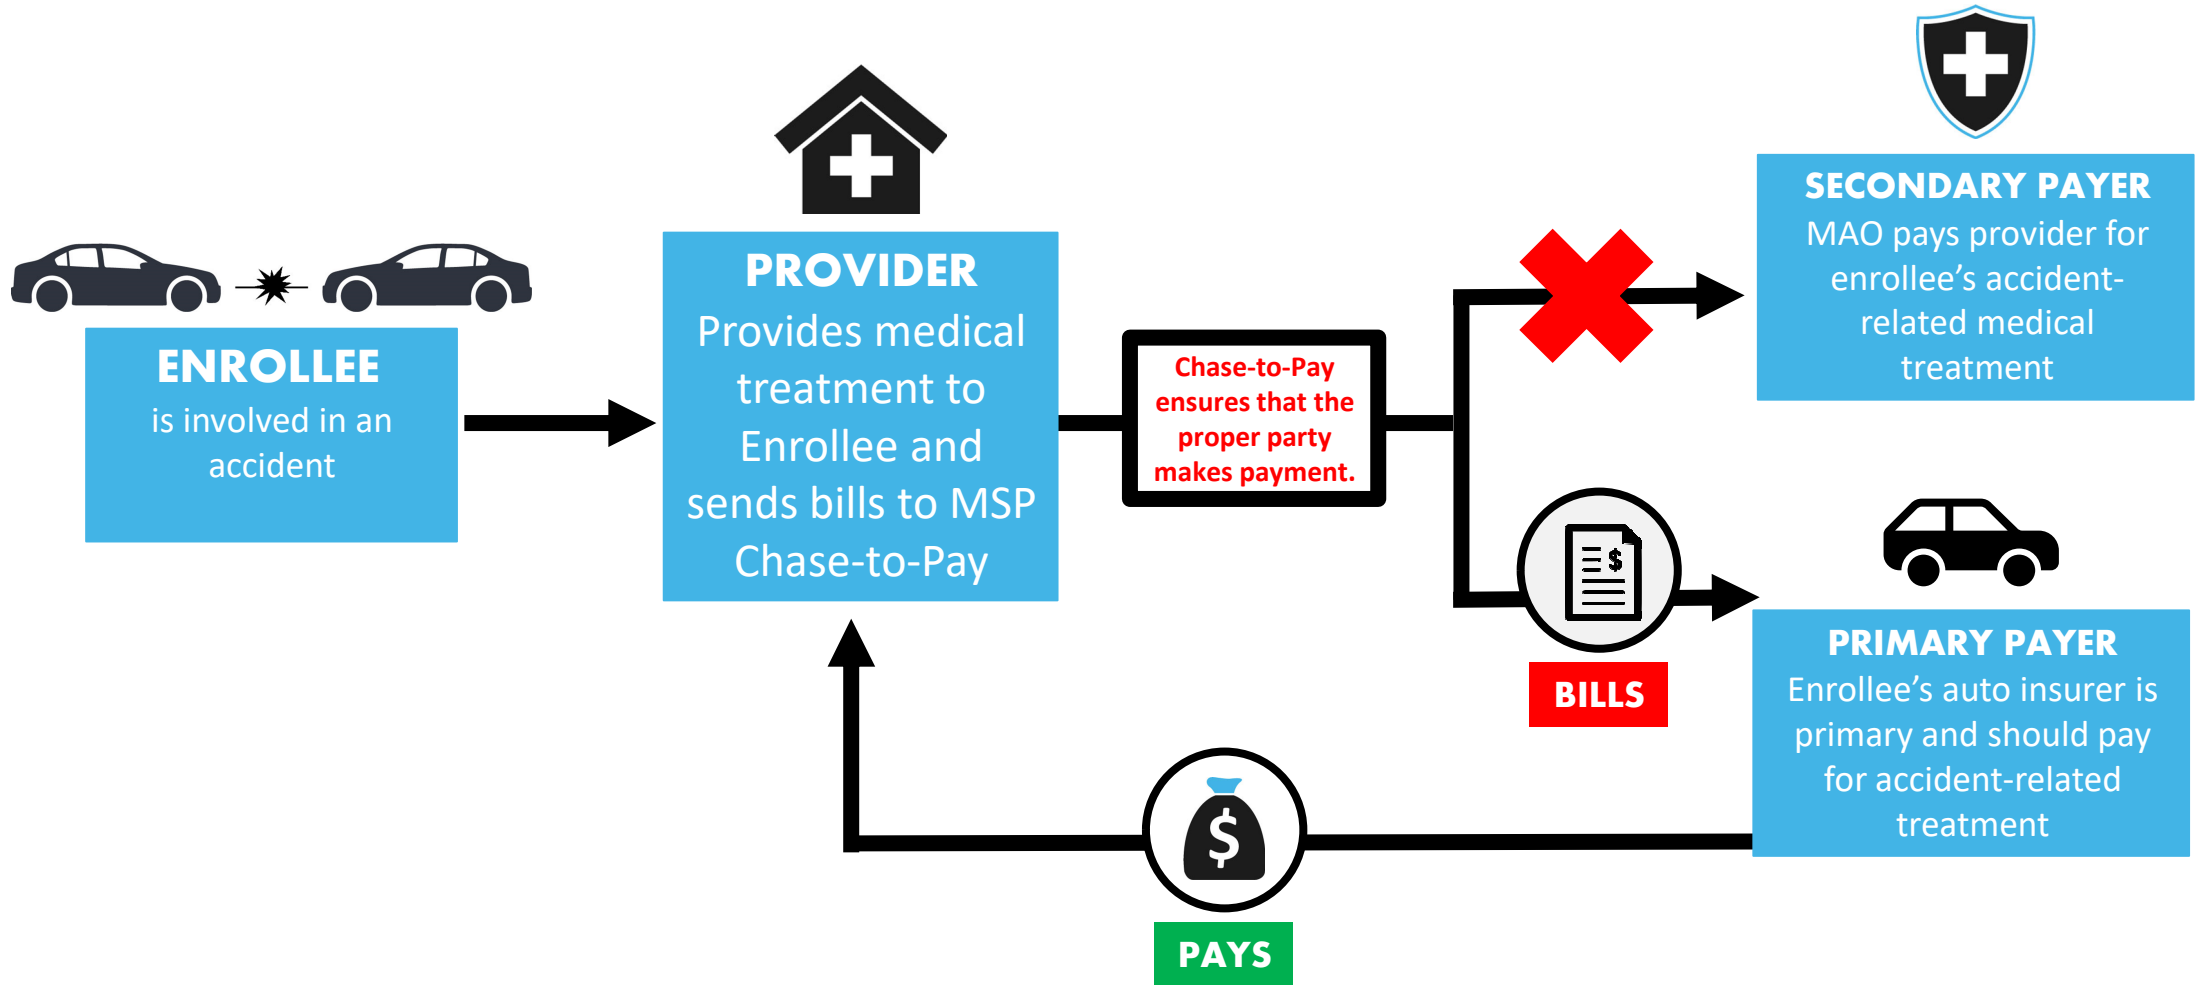 ENROLLEE
is involved in an
accident
PROVIDER
Provides medical
treatment to
Enrollee and
sends bills to MSP
Chase-to-Pay
Chase-to-Pay
ensures that the
proper party
makes payment.
SECONDARY PAYER
MAO pays provider for
enrollee’s accident-
related medical
treatment
$
BILLS
PRIMARY PAYER
Enrollee’s auto insurer is
primary and should pay
for accident-related
treatment
$
PAYS